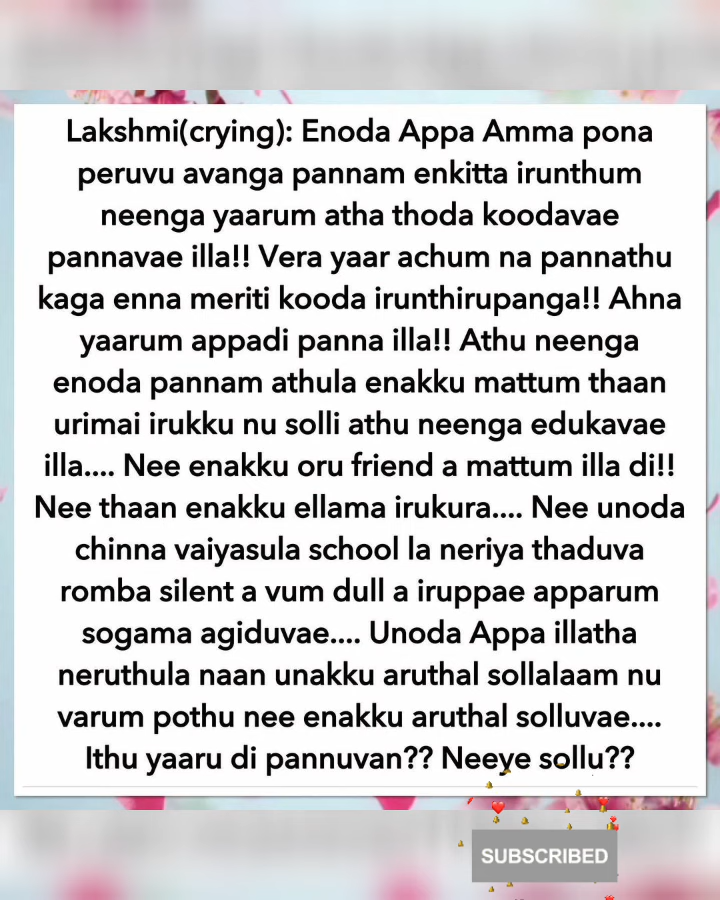 Lakshmi(crying): Enoda Appa Amma pona
peruvu avanga pannam enkitta irunthum
neenga yaarum atha thoda koodavae
pannavae illa!! Vera yaar achum na pannathu
kaga enna meriti kooda irunthirupanga!! Ahna
yaarum appadi panna illa!! Athu neenga
enoda pannam athula enakku mattum thaan
urimai irukku nu solli athu neenga edukavae
illa.... Nee enakku oru friend a mattum illa di!!
Nee thaan enakku ellama irukura.... Nee unoda
chinna vaiyasula school la neriya thaduva
romba silent a vum dull a iruppae apparum
sogama agiduvae.... Unoda Appa illatha
neruthula naan unakku aruthal sollalaam nu
varum pothu nee enakku aruthal solluvae....
Ithu yaaru di pannuvan?? Neeye sollu??
SUBSCRIBED